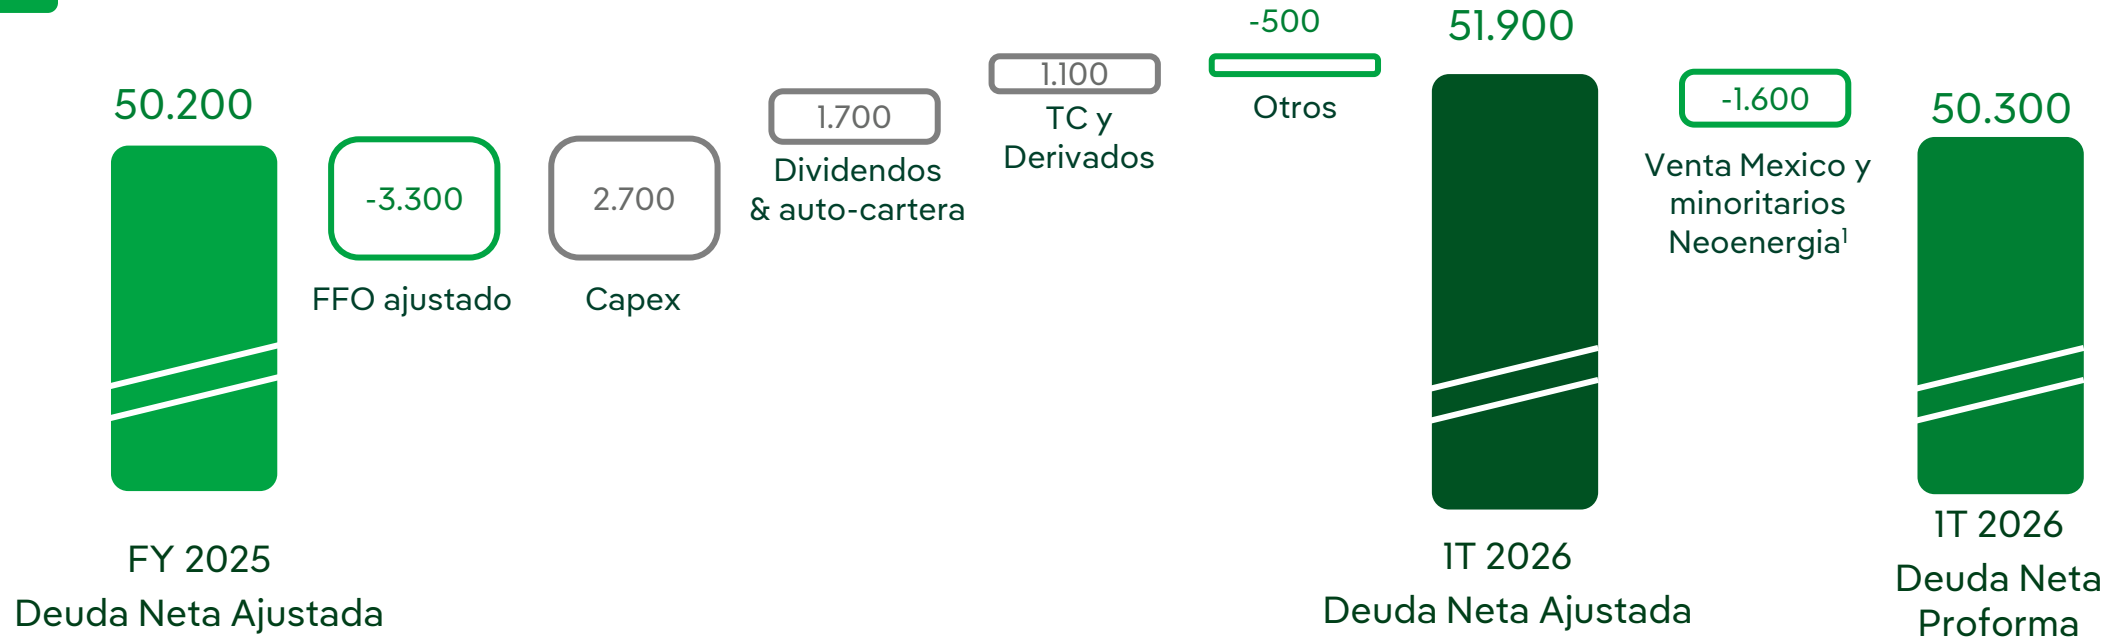 50.200
FY 2025
Deuda Neta Ajustada
-3.300
FFO ajustado
2.700
Capex
1.700
Dividendos
& auto-cartera
1.100
TC y
Derivados
-500
Otros
51.900
1T 2026
Deuda Neta Ajustada
-1.600
Venta Mexico y
minoritarios
Neoenergia¹
50.300
1T 2026
Deuda Neta
Proforma